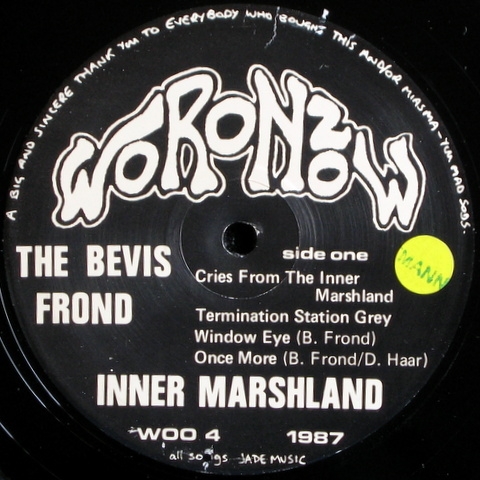 A BIG AND SINCERE THANK YOU TO EVERYBODY WHO BOUGHT THIS AND/OR MIASMA - YOU MAD SODS.
WORONZOW
THE BEVIS
FROND
side one
Cries From The Inner
Marshland
Termination Station Grey
Window Eye (B. Frond)
Once More (B. Frond/D. Haar)
MANN
INNER MARSHLAND
WOO 4
1987
all so gs JADE MUSIC